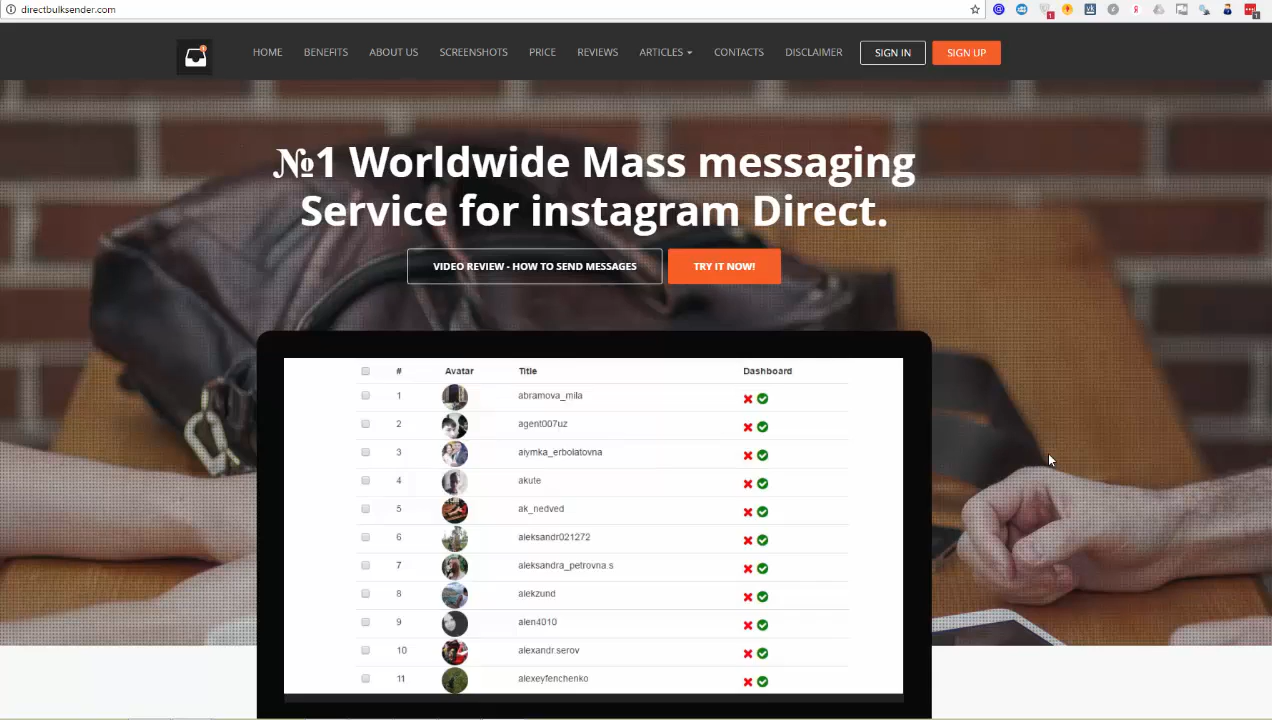 directbulksender.com
HOME BENEFITS ABOUT US SCREENSHOTS PRICE REVIEWS ARTICLES CONTACTS DISCLAIMER SIGN IN SIGN UP
№1 Worldwide Mass messaging
Service for instagram Direct.
VIDEO REVIEW - HOW TO SEND MESSAGES TRY IT NOW!
# Avatar Title Dashboard
1 abramova_mila
2 agent007uz
3 aiymka_erbolatovna
4 akute
5 ak_nedved
6 aleksandr021272
7 aleksandra_petrovna.s
8 alekzund
9 alen4010
10 alexandr.serov
11 alexeyfenchenko